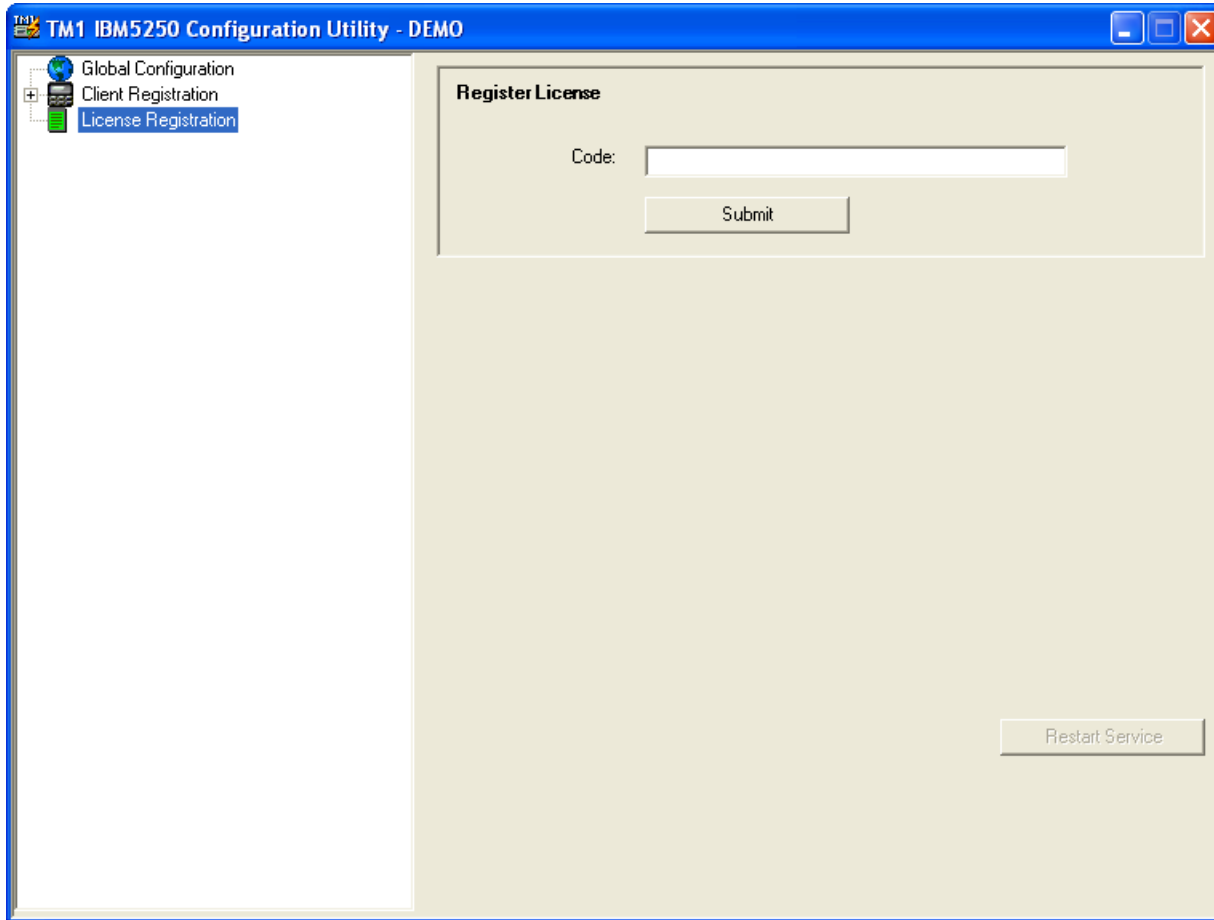 TM1 IBM5250 Configuration Utility - DEMO
Global Configuration
Client Registration
License Registration
Register License
Code:
Submit
Restart Service